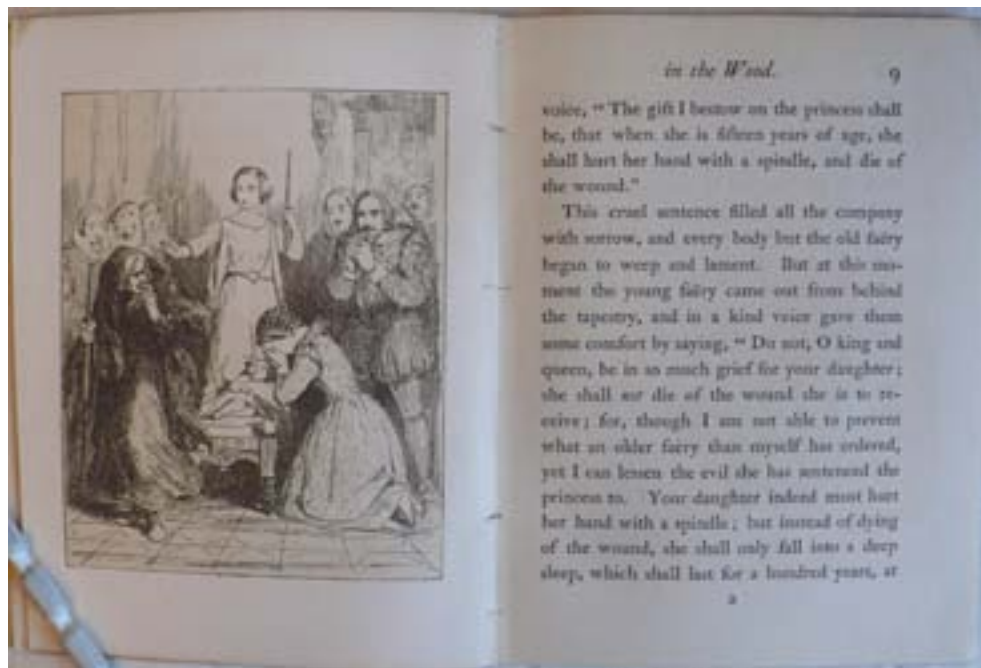 in the Wood. 9
voice, "The gift I bestow on the princess shall
be, that when she is fifteen years of age, she
shall hurt her hand with a spindle, and die of
the wound."
This cruel sentence filled all the company
with sorrow, and every body but the old fairy
began to weep and lament. But at this mo-
ment the young fairy came out from behind
the tapestry, and in a kind voice gave them
some comfort by saying, "Do not, O king and
queen, be in so much grief for your daughter;
she shall not die of the wound she is to re-
ceive; for, though I am not able to prevent
what an older fairy than myself has ordered,
yet I can lessen the evil she has sentenced the
princess to. Your daughter indeed must hurt
her hand with a spindle; but instead of dying
of the wound, she shall only fall into a deep
sleep, which shall last for a hundred years, at
2